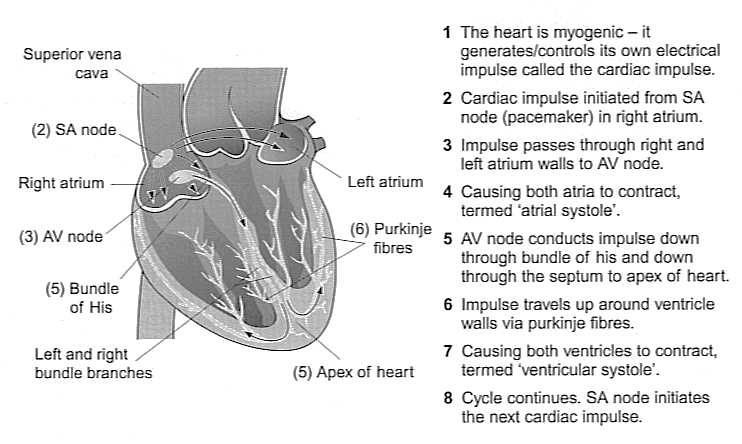 Superior vena
cava
(2) SA node
Right atrium
(3) AV node
(5) Bundle
of His
Left and right
bundle branches
Left atrium
(6) Purkinje
fibres
(5) Apex of heart
1 The heart is myogenic – it
generates/controls its own electrical
impulse called the cardiac impulse.
2 Cardiac impulse initiated from SA
node (pacemaker) in right atrium.
3 Impulse passes through right and
left atrium walls to AV node.
4 Causing both atria to contract,
termed ‘atrial systole’.
5 AV node conducts impulse down
through bundle of his and down
through the septum to apex of heart.
6 Impulse travels up around ventricle
walls via purkinje fibres.
7 Causing both ventricles to contract,
termed ‘ventricular systole’.
8 Cycle continues. SA node initiates
the next cardiac impulse.